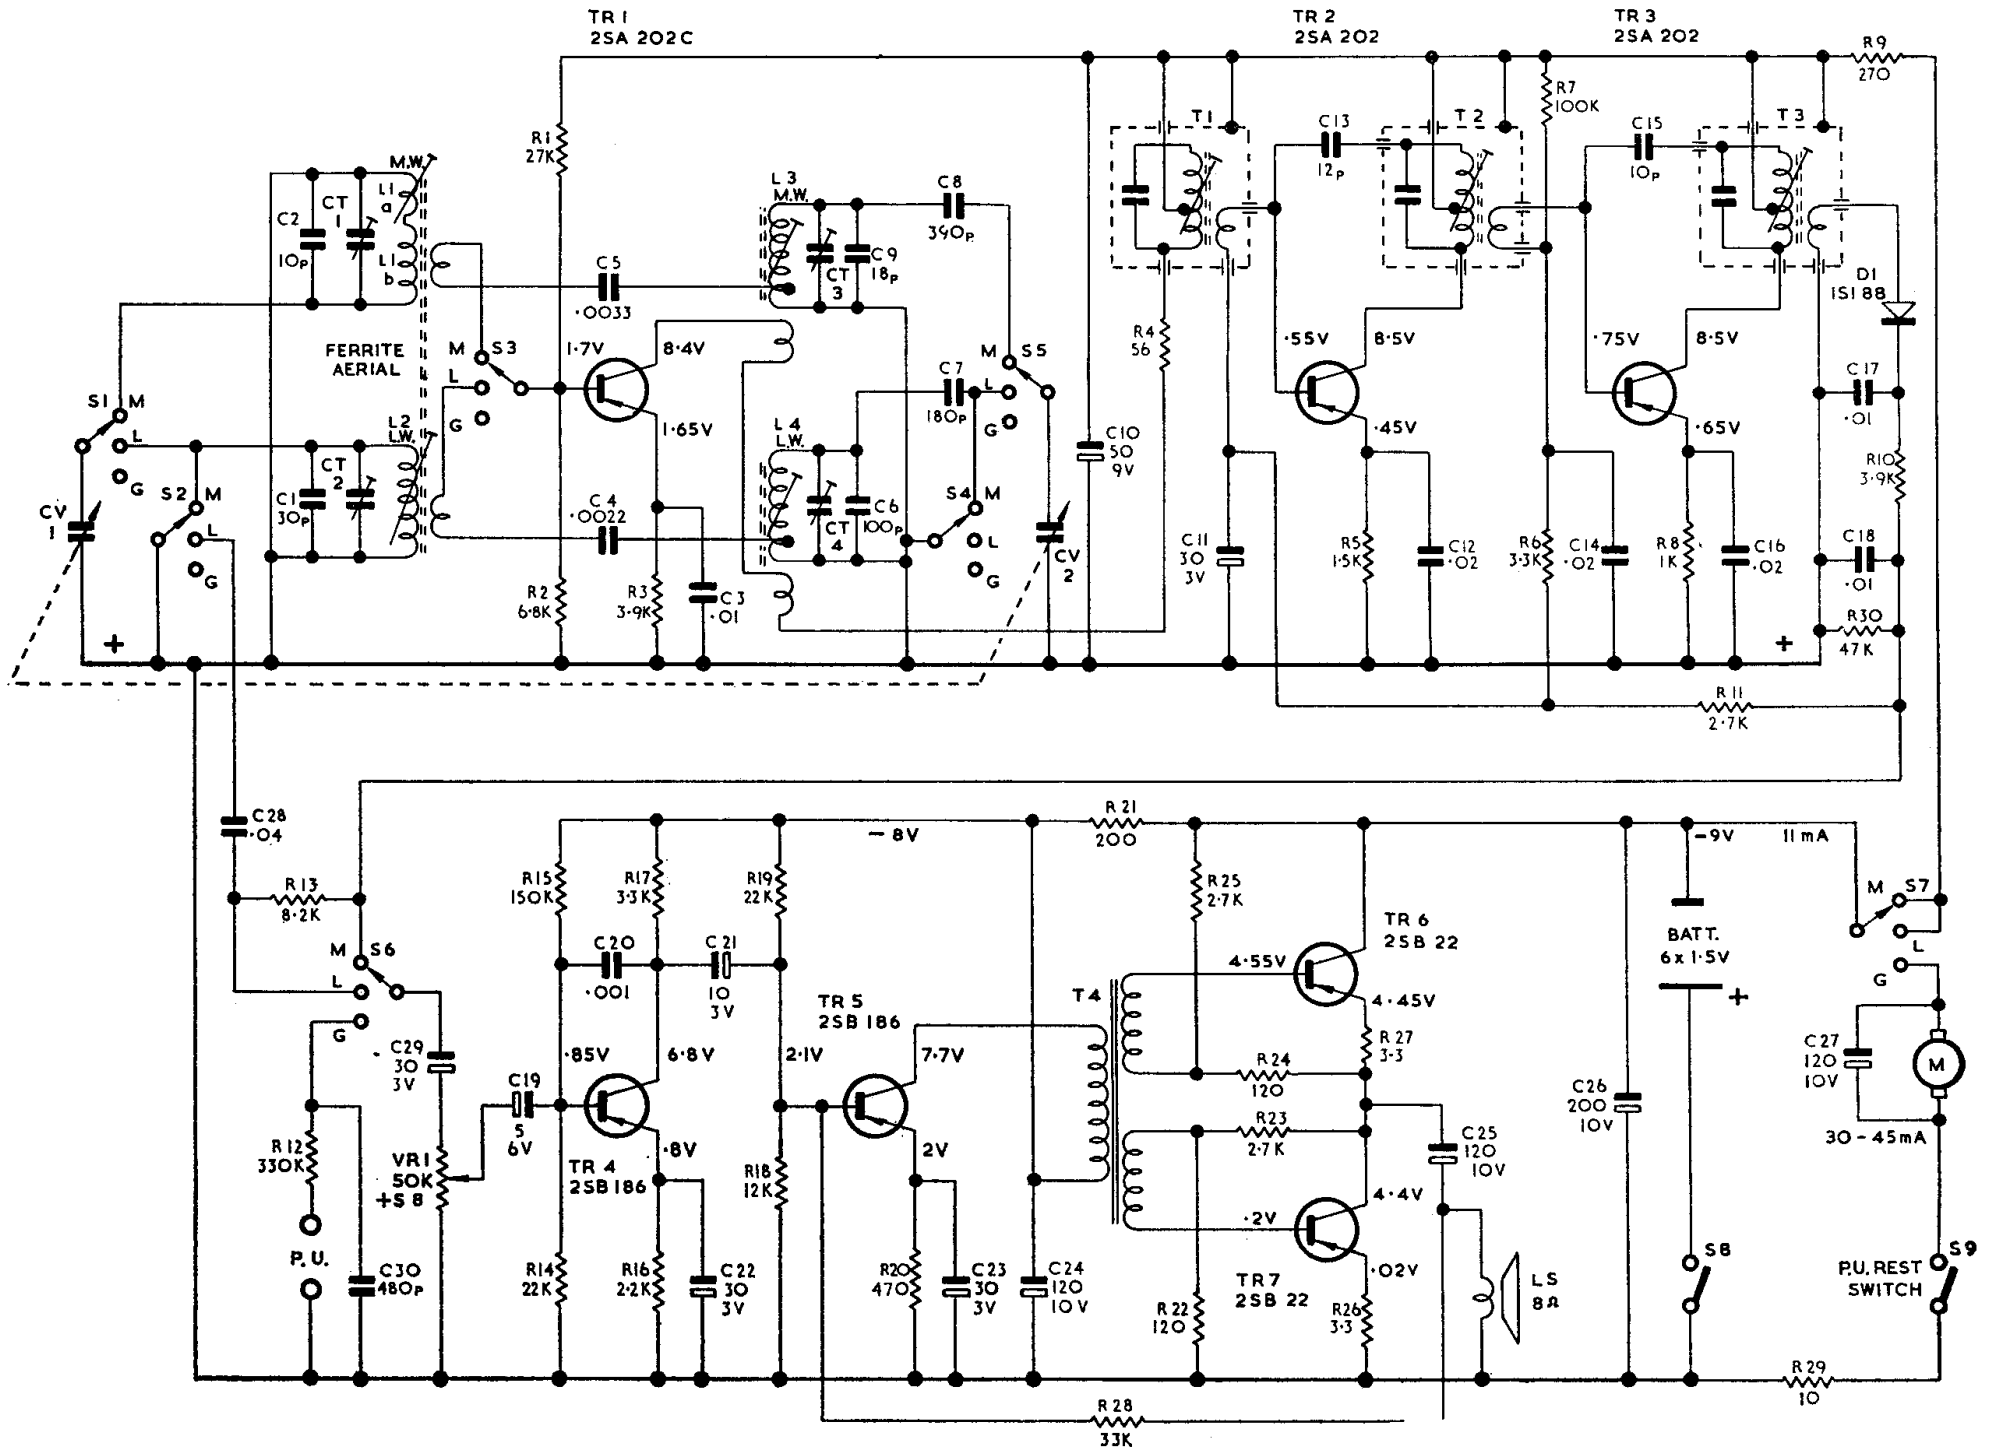 TR 1
2SA 202C
TR 2
2SA 202
TR 3
2SA 202
R9
270
R1
27K
R7
100K
T1
T2
T3
C13
12p
C15
10p
M.W.
L1
a
L1
b
CT
1
C2
10p
L3
M.W.
C8
390p
C9
18p
CT
3
C5
.0033
R4
56
D1
1S188
FERRITE
AERIAL
M
S3
L
G
1.7V
8.4V
1.65V
M
S5
L
G
C7
180p
.55V
8.5V
.45V
.75V
8.5V
.65V
C17
.01
S1
M
L
G
L2
L.W.
CT
2
C1
30p
S2
M
L
G
CV
1
L4
L.W.
C6
100p
CT
4
S4
M
L
G
CV
2
C10
50
9V
C4
.0022
R10
3.9K
C11
30
3V
R5
1.5K
C12
.02
R6
3.3K
C14
.02
R8
1K
C16
.02
C18
.01
R2
6.8K
R3
3.9K
C3
.01
R30
47K
+
+
R11
2.7K
C28
.04
R21
200
-8V
-9V
11mA
R13
8.2K
R15
150K
R17
3.3K
R19
22K
R25
2.7K
M
S7
L
G
TR 6
2SB 22
BATT.
6 x 1.5V
+
M
S6
L
G
C20
.001
C21
10
3V
4.55V
4.45V
TR 5
2SB 186
T4
R27
3.3
C29
30
3V
.85V
6.8V
2.1V
7.7V
R24
120
C27
120
10V
M
C19
5
6V
C26
200
10V
R23
2.7K
C25
120
10V
30-45mA
R12
330K
VR1
50K
+S8
TR 4
2SB186
.8V
R18
12K
2V
4.4V
.2V
P.U.
C30
480p
R14
22K
R16
2.2K
C22
30
3V
R20
470
C23
30
3V
C24
120
10V
R22
120
TR7
2SB 22
.02V
R26
3.3
LS
8Ω
S8
P.U. REST
SWITCH
S9
R29
10
R28
33K